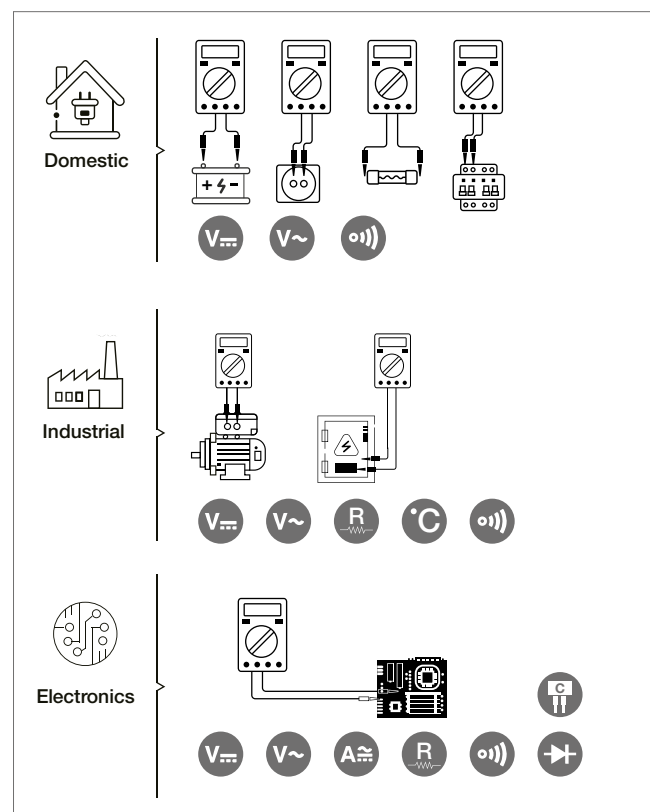 Domestic
+ -
V
V~
Industrial
V
V~
R
°C
Electronics
C
V
V~
A
R